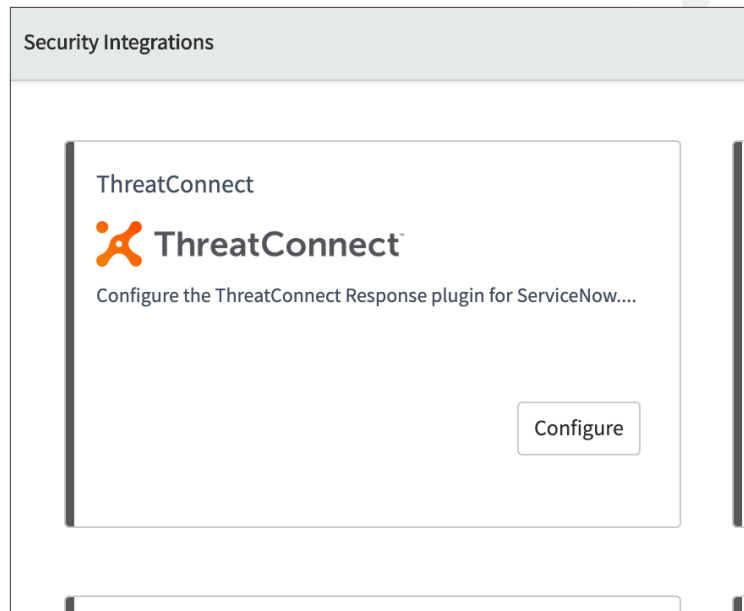 Security Integrations
ThreatConnect
ThreatConnect™
Configure the ThreatConnect Response plugin for ServiceNow....
Configure